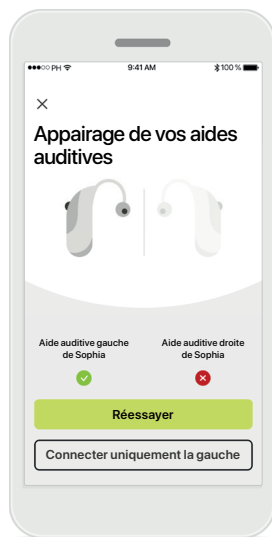 ●●●○○ PH 9:41 AM 100 %
Appairage de vos aides
auditives
Aide auditive gauche
de Sophia
Aide auditive droite
de Sophia
Réessayer
Connecter uniquement la gauche